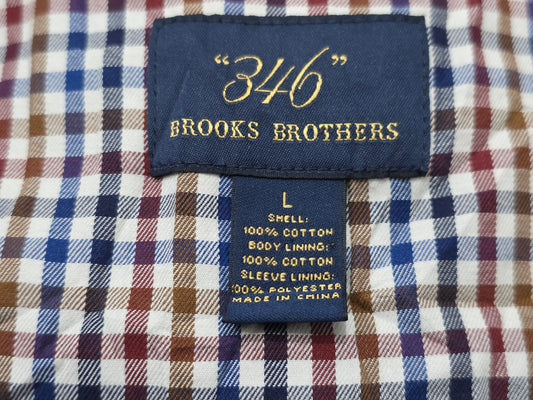 "346"
BROOKS BROTHERS
L
SHELL:
100% COTTON
BODY LINING:
100% COTTON
SLEEVE LINING:
100% POLYESTER
MADE IN CHINA